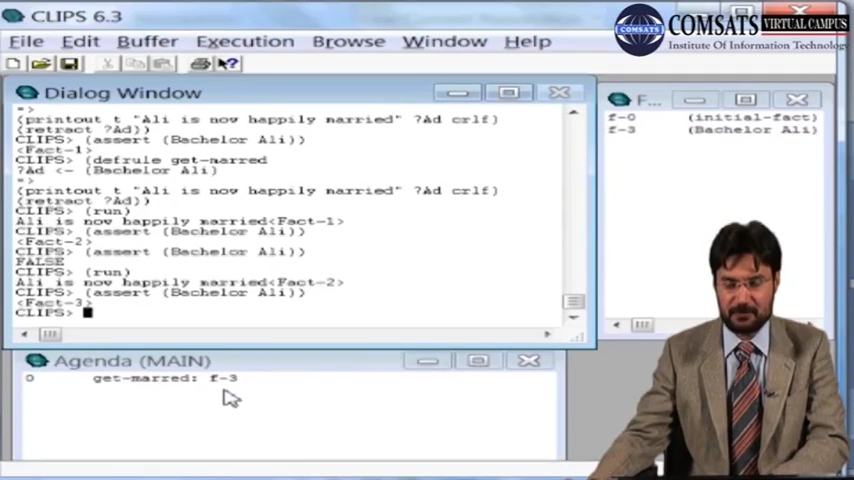 CLIPS 6.3
COMSATS VIRTUAL CAMPUS
Institute Of Information Technology
File Edit Buffer Execution Browse Window Help
Dialog Window
=>
(printout t "Ali is now happily married" ?Ad crlf)
(retract ?Ad))
CLIPS> (assert (Bachelor Ali))
<Fact-1>
CLIPS> (defrule get-marred
?Ad <- (Bachelor Ali)
=>
(printout t "Ali is now happily married" ?Ad crlf)
(retract ?Ad))
CLIPS> (run)
Ali is now happily married<Fact-1>
CLIPS> (assert (Bachelor Ali))
<Fact-2>
CLIPS> (assert (Bachelor Ali))
FALSE
CLIPS> (run)
Ali is now happily married<Fact-2>
CLIPS> (assert (Bachelor Ali))
<Fact-3>
CLIPS>
F...
f-0 (initial-fact)
f-3 (Bachelor Ali)
Agenda (MAIN)
0 get-marred: f-3